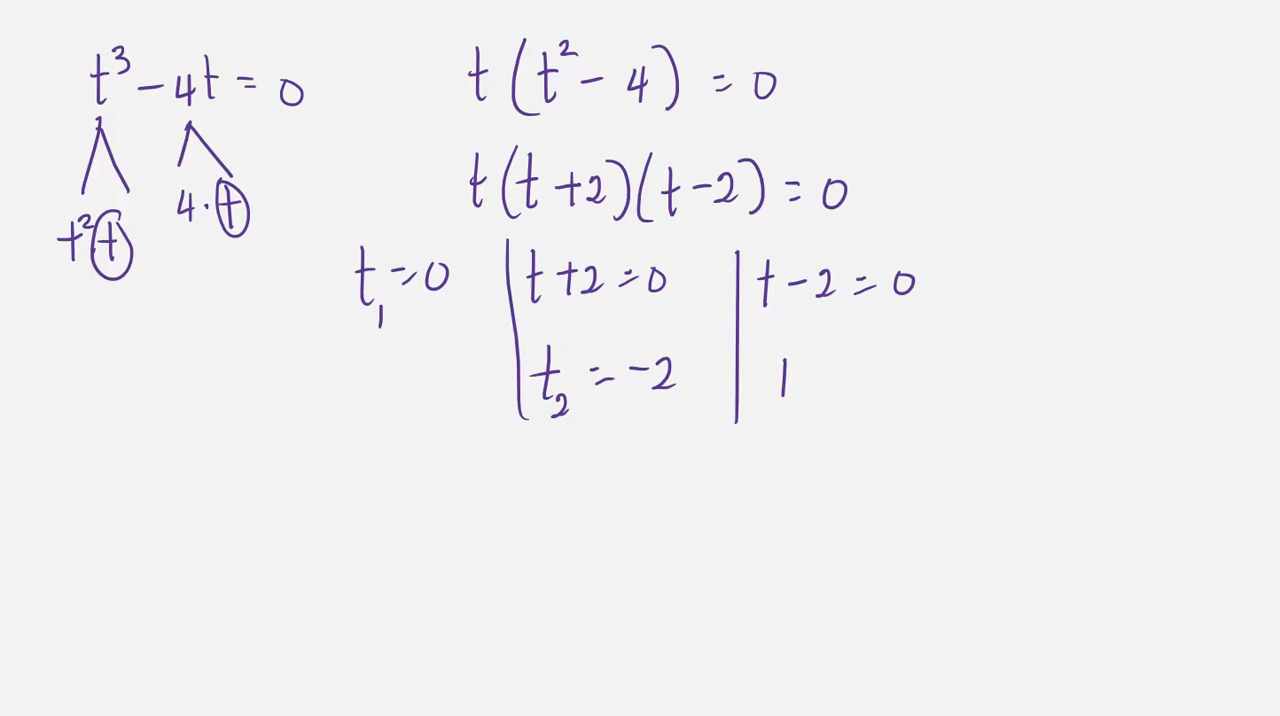 t³ - 4t = 0
t² t
4 · t
t(t² - 4) = 0
t(t + 2)(t - 2) = 0
t₁ = 0
t + 2 = 0
t₂ = -2
t - 2 = 0